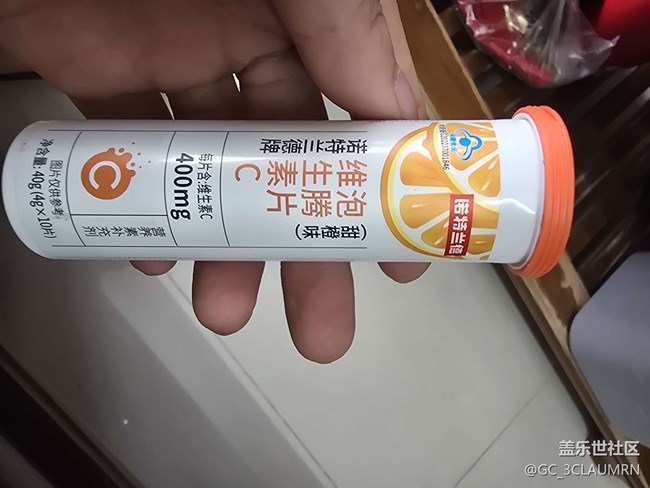 诺特兰德
诺特兰德牌
维生素C
泡腾片
(甜橙味)
每片含:维生素C
400mg
C
营养素补充剂
图片仅供参考
净含量:40g(4g×10片)
盖乐世社区
@GC_3CLAUMRN